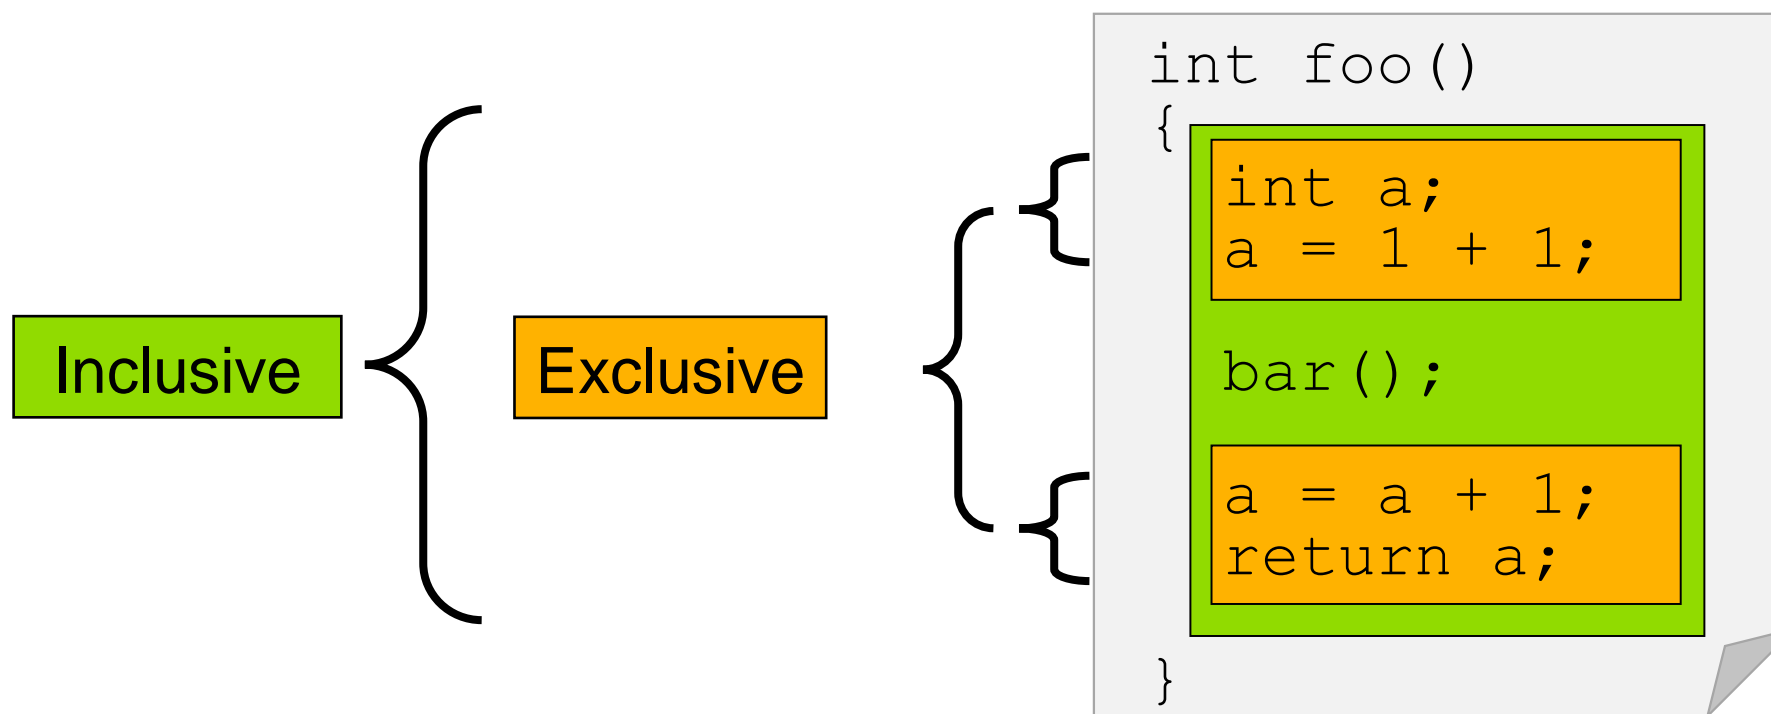 Inclusive
Exclusive
int foo()
{
int a;
a = 1 + 1;
bar();
a = a + 1;
return a;
}